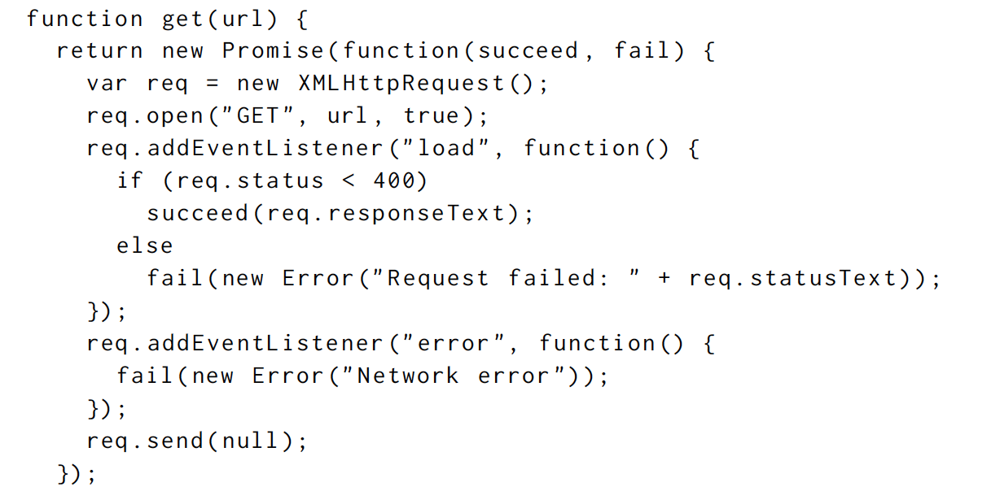 function get(url) {
  return new Promise(function(succeed, fail) {
    var req = new XMLHttpRequest();
    req.open("GET", url, true);
    req.addEventListener("load", function() {
      if (req.status < 400)
        succeed(req.responseText);
      else
        fail(new Error("Request failed: " + req.statusText));
    });
    req.addEventListener("error", function() {
      fail(new Error("Network error"));
    });
    req.send(null);
  });